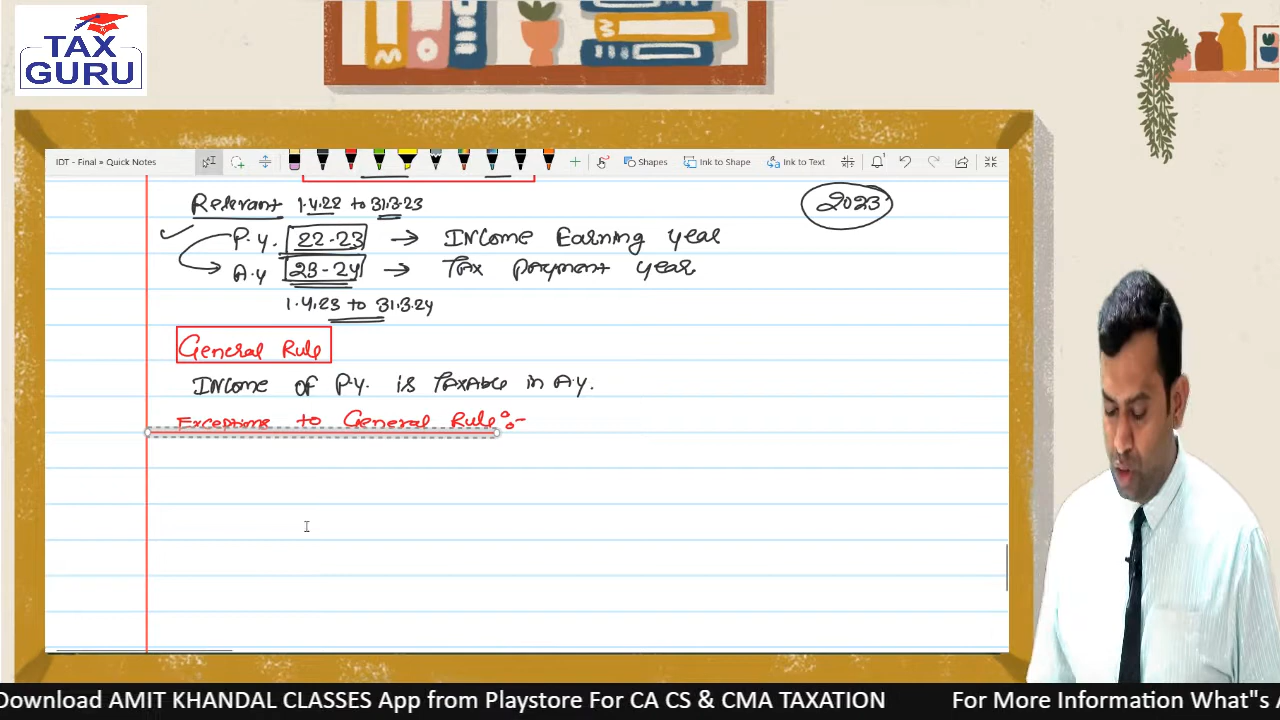 TAX
GURU
IDT - Final » Quick Notes
Shapes
Ink to Shape
Ink to Text
Relevant 1.4.22 to 31.3.23
2023
P.y. 22-23 → Income Earning year
A.y 23-24 → Tax payment year
1.4.23 to 31.3.24
General Rule
Income of P.y. is Taxable in A.y.
Exceptions to General Rule:-
Download AMIT KHANDAL CLASSES App from Playstore For CA CS & CMA TAXATION
For More Information What"s A